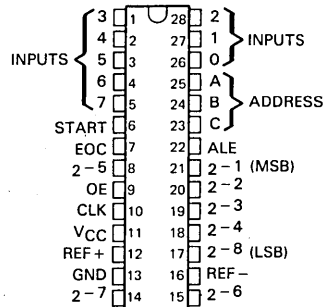 3 1 28 2
4 2 27 1
INPUTS 5 3 26 0 INPUTS
6 4 25 A
7 5 24 B ADDRESS
START 6 23 C
EOC 7 22 ALE
2-5 8 21 2-1 (MSB)
OE 9 20 2-2
CLK 10 19 2-3
VCC 11 18 2-4
REF+ 12 17 2-8 (LSB)
GND 13 16 REF-
2-7 14 15 2-6